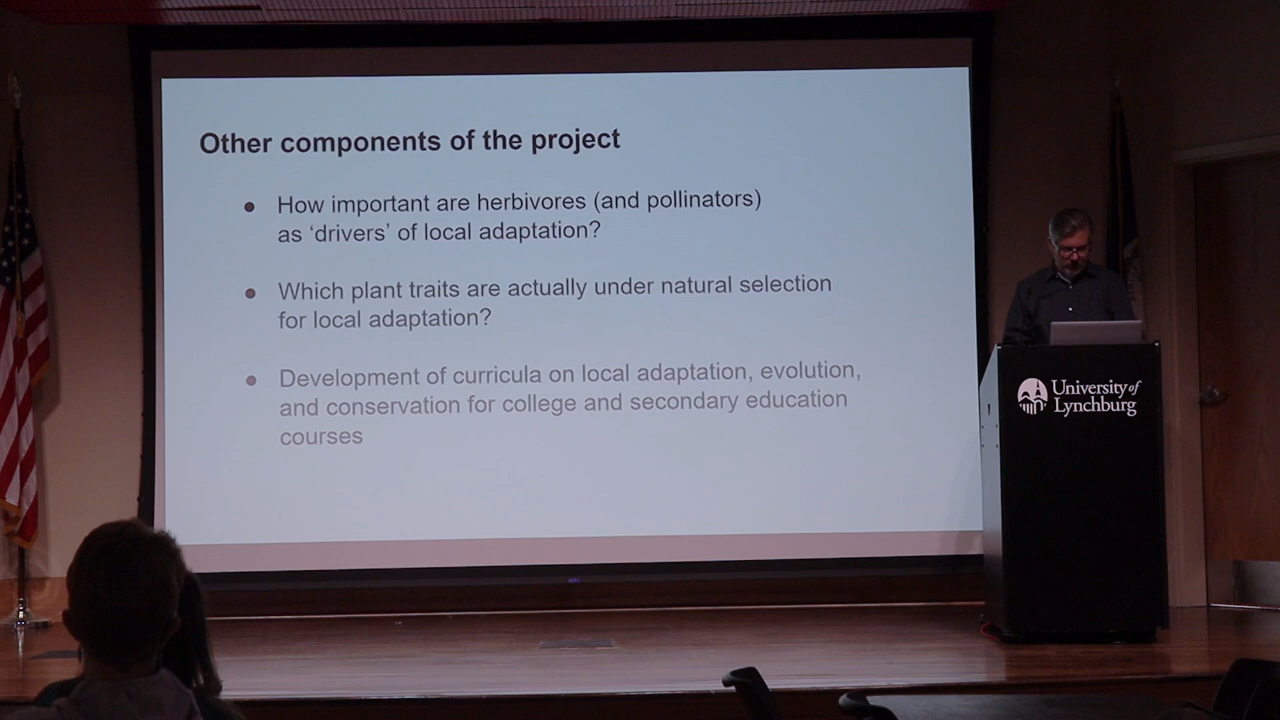 Other components of the project
● How important are herbivores (and pollinators)
as ‘drivers’ of local adaptation?
● Which plant traits are actually under natural selection
for local adaptation?
● Development of curricula on local adaptation, evolution,
and conservation for college and secondary education
courses
University of
Lynchburg